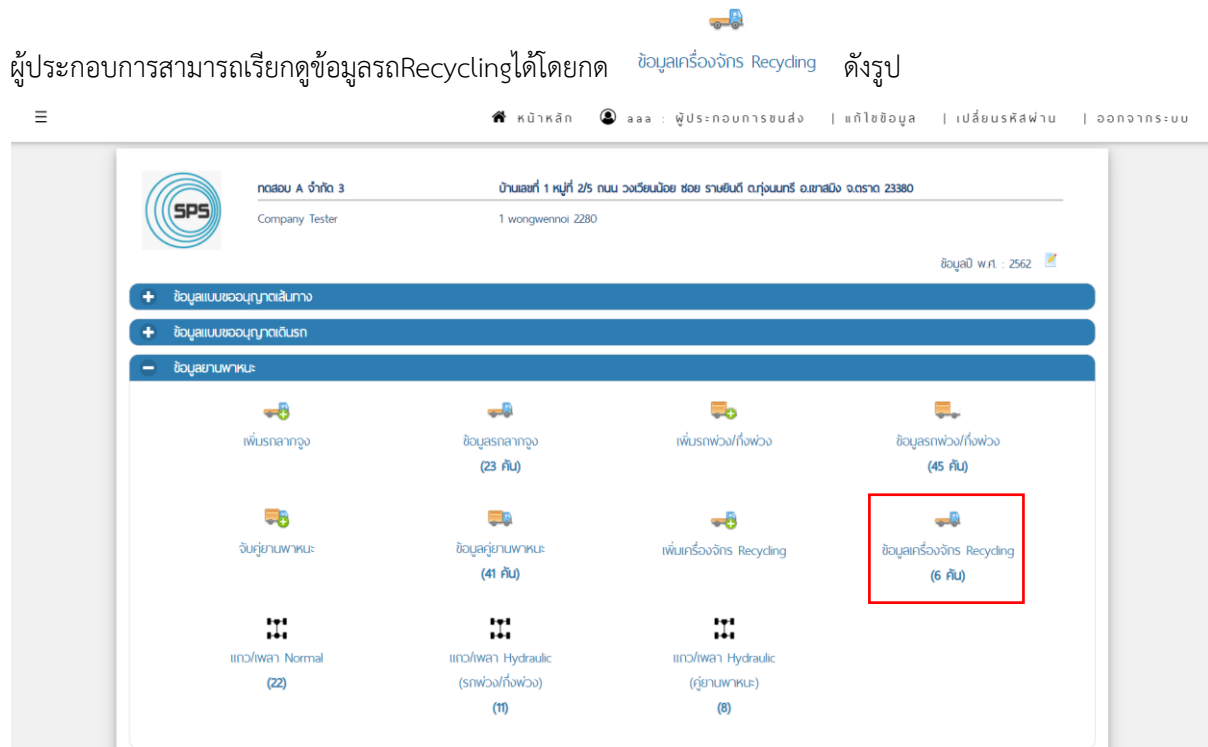 ผู้ประกอบการสามารถเรียกดูข้อมูลรถRecyclingได้โดยกด ข้อมูลเครื่องจักร Recycling ดังรูป
หน้าหลัก aaa : ผู้ประกอบการขนส่ง | แก้ไขข้อมูล | เปลี่ยนรหัสผ่าน | ออกจากระบบ
SPS
ทดสอบ A จำกัด 3 บ้านเลขที่ 1 หมู่ที่ 2/5 ถนน วงเวียนน้อย ซอย รายยินดี ต.ทุ่งนนทรี อ.เขาสมิง จ.ตราด 23380
Company Tester 1 wongwennoi 2280
ข้อมูลปี พ.ศ. : 2562
ข้อมูลแบบขออนุญาตเส้นทาง
ข้อมูลแบบขออนุญาตเดินรถ
ข้อมูลยานพาหนะ
เพิ่มรถลากจูง ข้อมูลรถลากจูง เพิ่มรถพ่วง/กึ่งพ่วง ข้อมูลรถพ่วง/กึ่งพ่วง
(23 คัน) (45 คัน)
จับคู่ยานพาหนะ ข้อมูลคู่ยานพาหนะ เพิ่มเครื่องจักร Recycling ข้อมูลเครื่องจักร Recycling
(41 คัน) (6 คัน)
แถว/เพลา Normal แถว/เพลา Hydraulic แถว/เพลา Hydraulic
(22) (รถพ่วง/กึ่งพ่วง) (คู่ยานพาหนะ)
(11) (8)